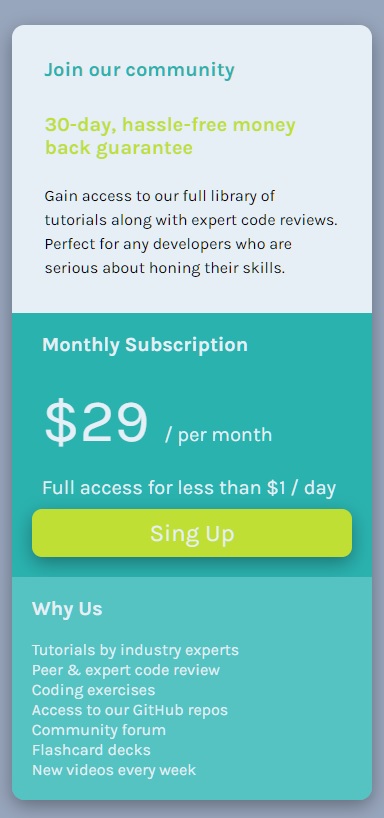 Join our community
30-day, hassle-free money
back guarantee
Gain access to our full library of
tutorials along with expert code reviews.
Perfect for any developers who are
serious about honing their skills.
Monthly Subscription
$29 / per month
Full access for less than $1 / day
Sing Up
Why Us
Tutorials by industry experts
Peer & expert code review
Coding exercises
Access to our GitHub repos
Community forum
Flashcard decks
New videos every week